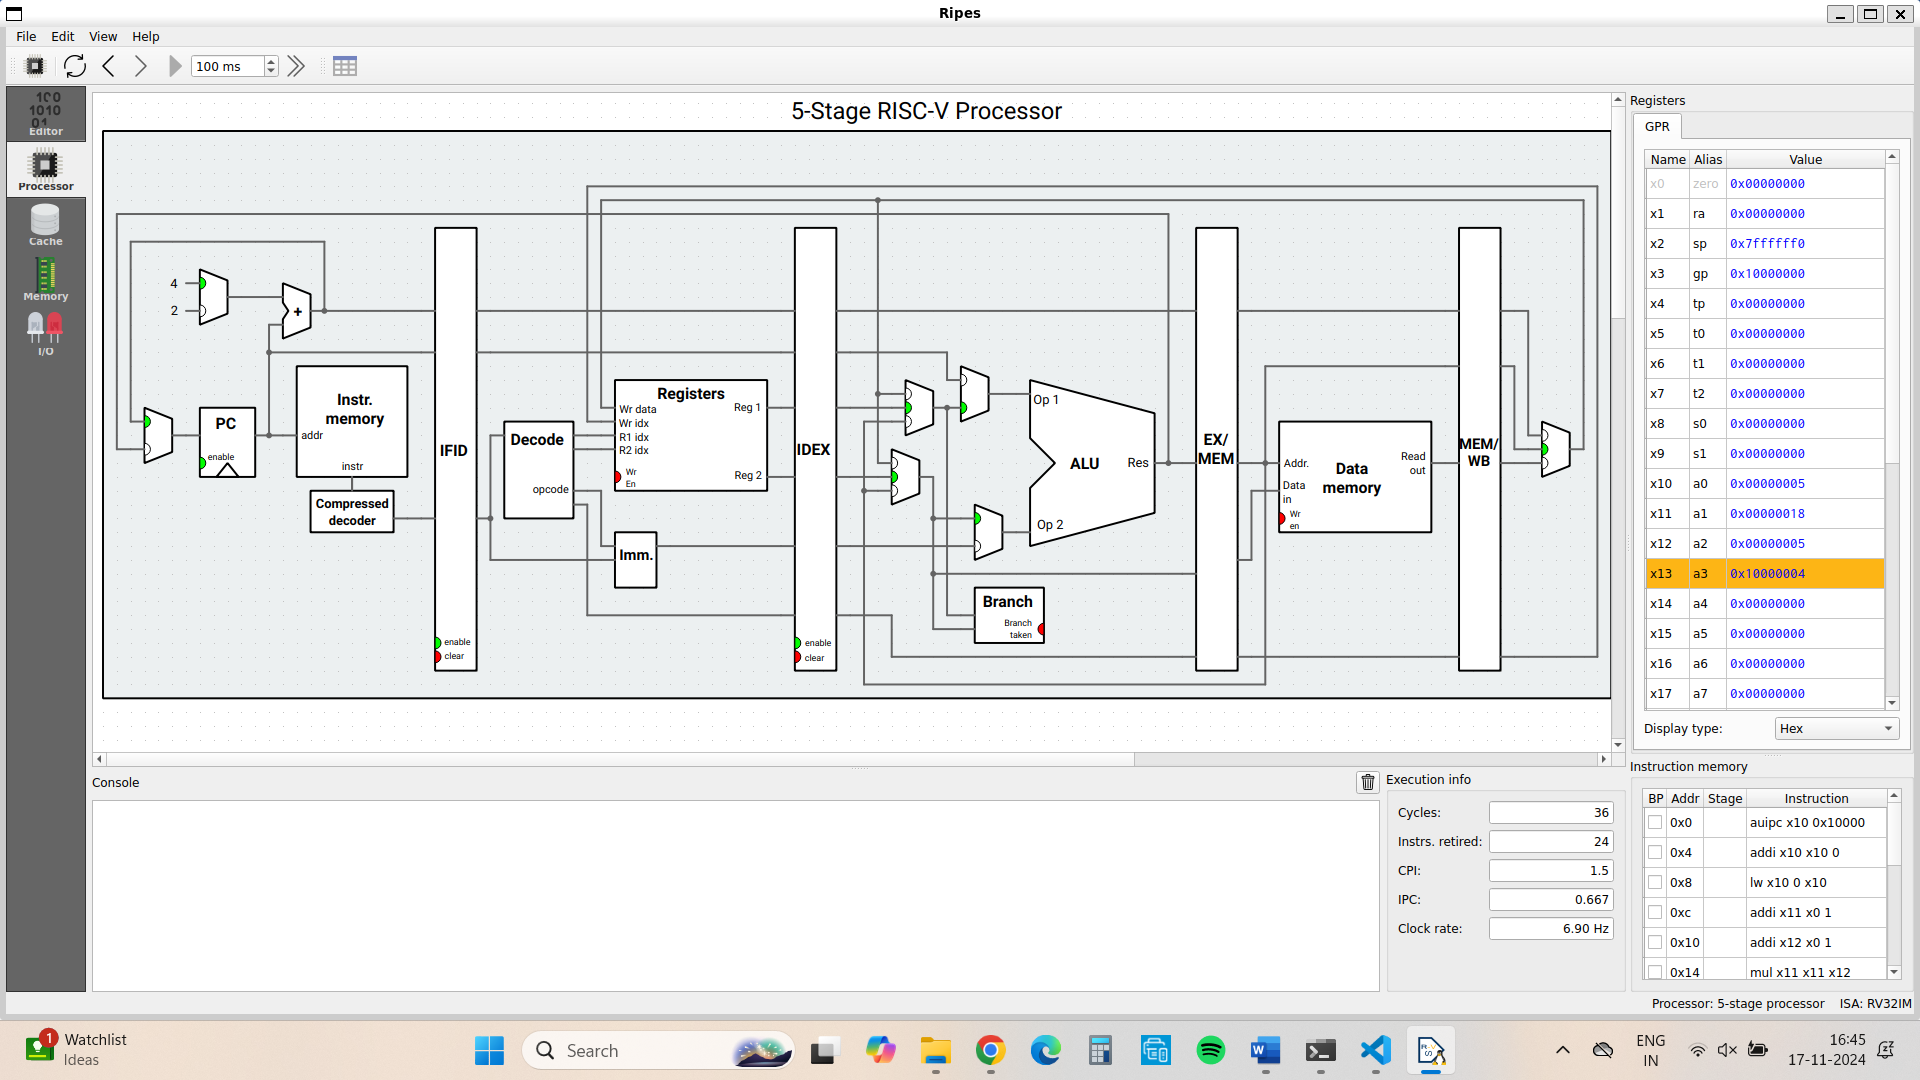 Ripes
File Edit View Help
100 ms
Editor
Processor
Cache
Memory
I/O
5-Stage RISC-V Processor
4
2
+
PC
enable
Instr.
memory
addr
instr
Compressed
decoder
IFID
enable
clear
Decode
opcode
Registers
Wr data
Wr idx
R1 idx
R2 idx
Wr
En
Reg 1
Reg 2
Imm.
IDEX
enable
clear
Op 1
ALU
Res
Op 2
Branch
Branch
taken
EX/
MEM
Addr.
Data
in
Wr
en
Data
memory
Read
out
MEM/
WB
Registers
GPR
Name Alias Value
x0 zero 0x00000000
x1 ra 0x00000000
x2 sp 0x7ffffff0
x3 gp 0x10000000
x4 tp 0x00000000
x5 t0 0x00000000
x6 t1 0x00000000
x7 t2 0x00000000
x8 s0 0x00000000
x9 s1 0x00000000
x10 a0 0x00000005
x11 a1 0x00000018
x12 a2 0x00000005
x13 a3 0x10000004
x14 a4 0x00000000
x15 a5 0x00000000
x16 a6 0x00000000
x17 a7 0x00000000
Display type: Hex
Console
Execution info
Cycles: 36
Instrs. retired: 24
CPI: 1.5
IPC: 0.667
Clock rate: 6.90 Hz
Instruction memory
BP Addr Stage Instruction
0x0 auipc x10 0x10000
0x4 addi x10 x10 0
0x8 lw x10 0 x10
0xc addi x11 x0 1
0x10 addi x12 x0 1
0x14 mul x11 x11 x12
Processor: 5-stage processor ISA: RV32IM
1
Watchlist
Ideas
Search
ENG
IN
16:45
17-11-2024